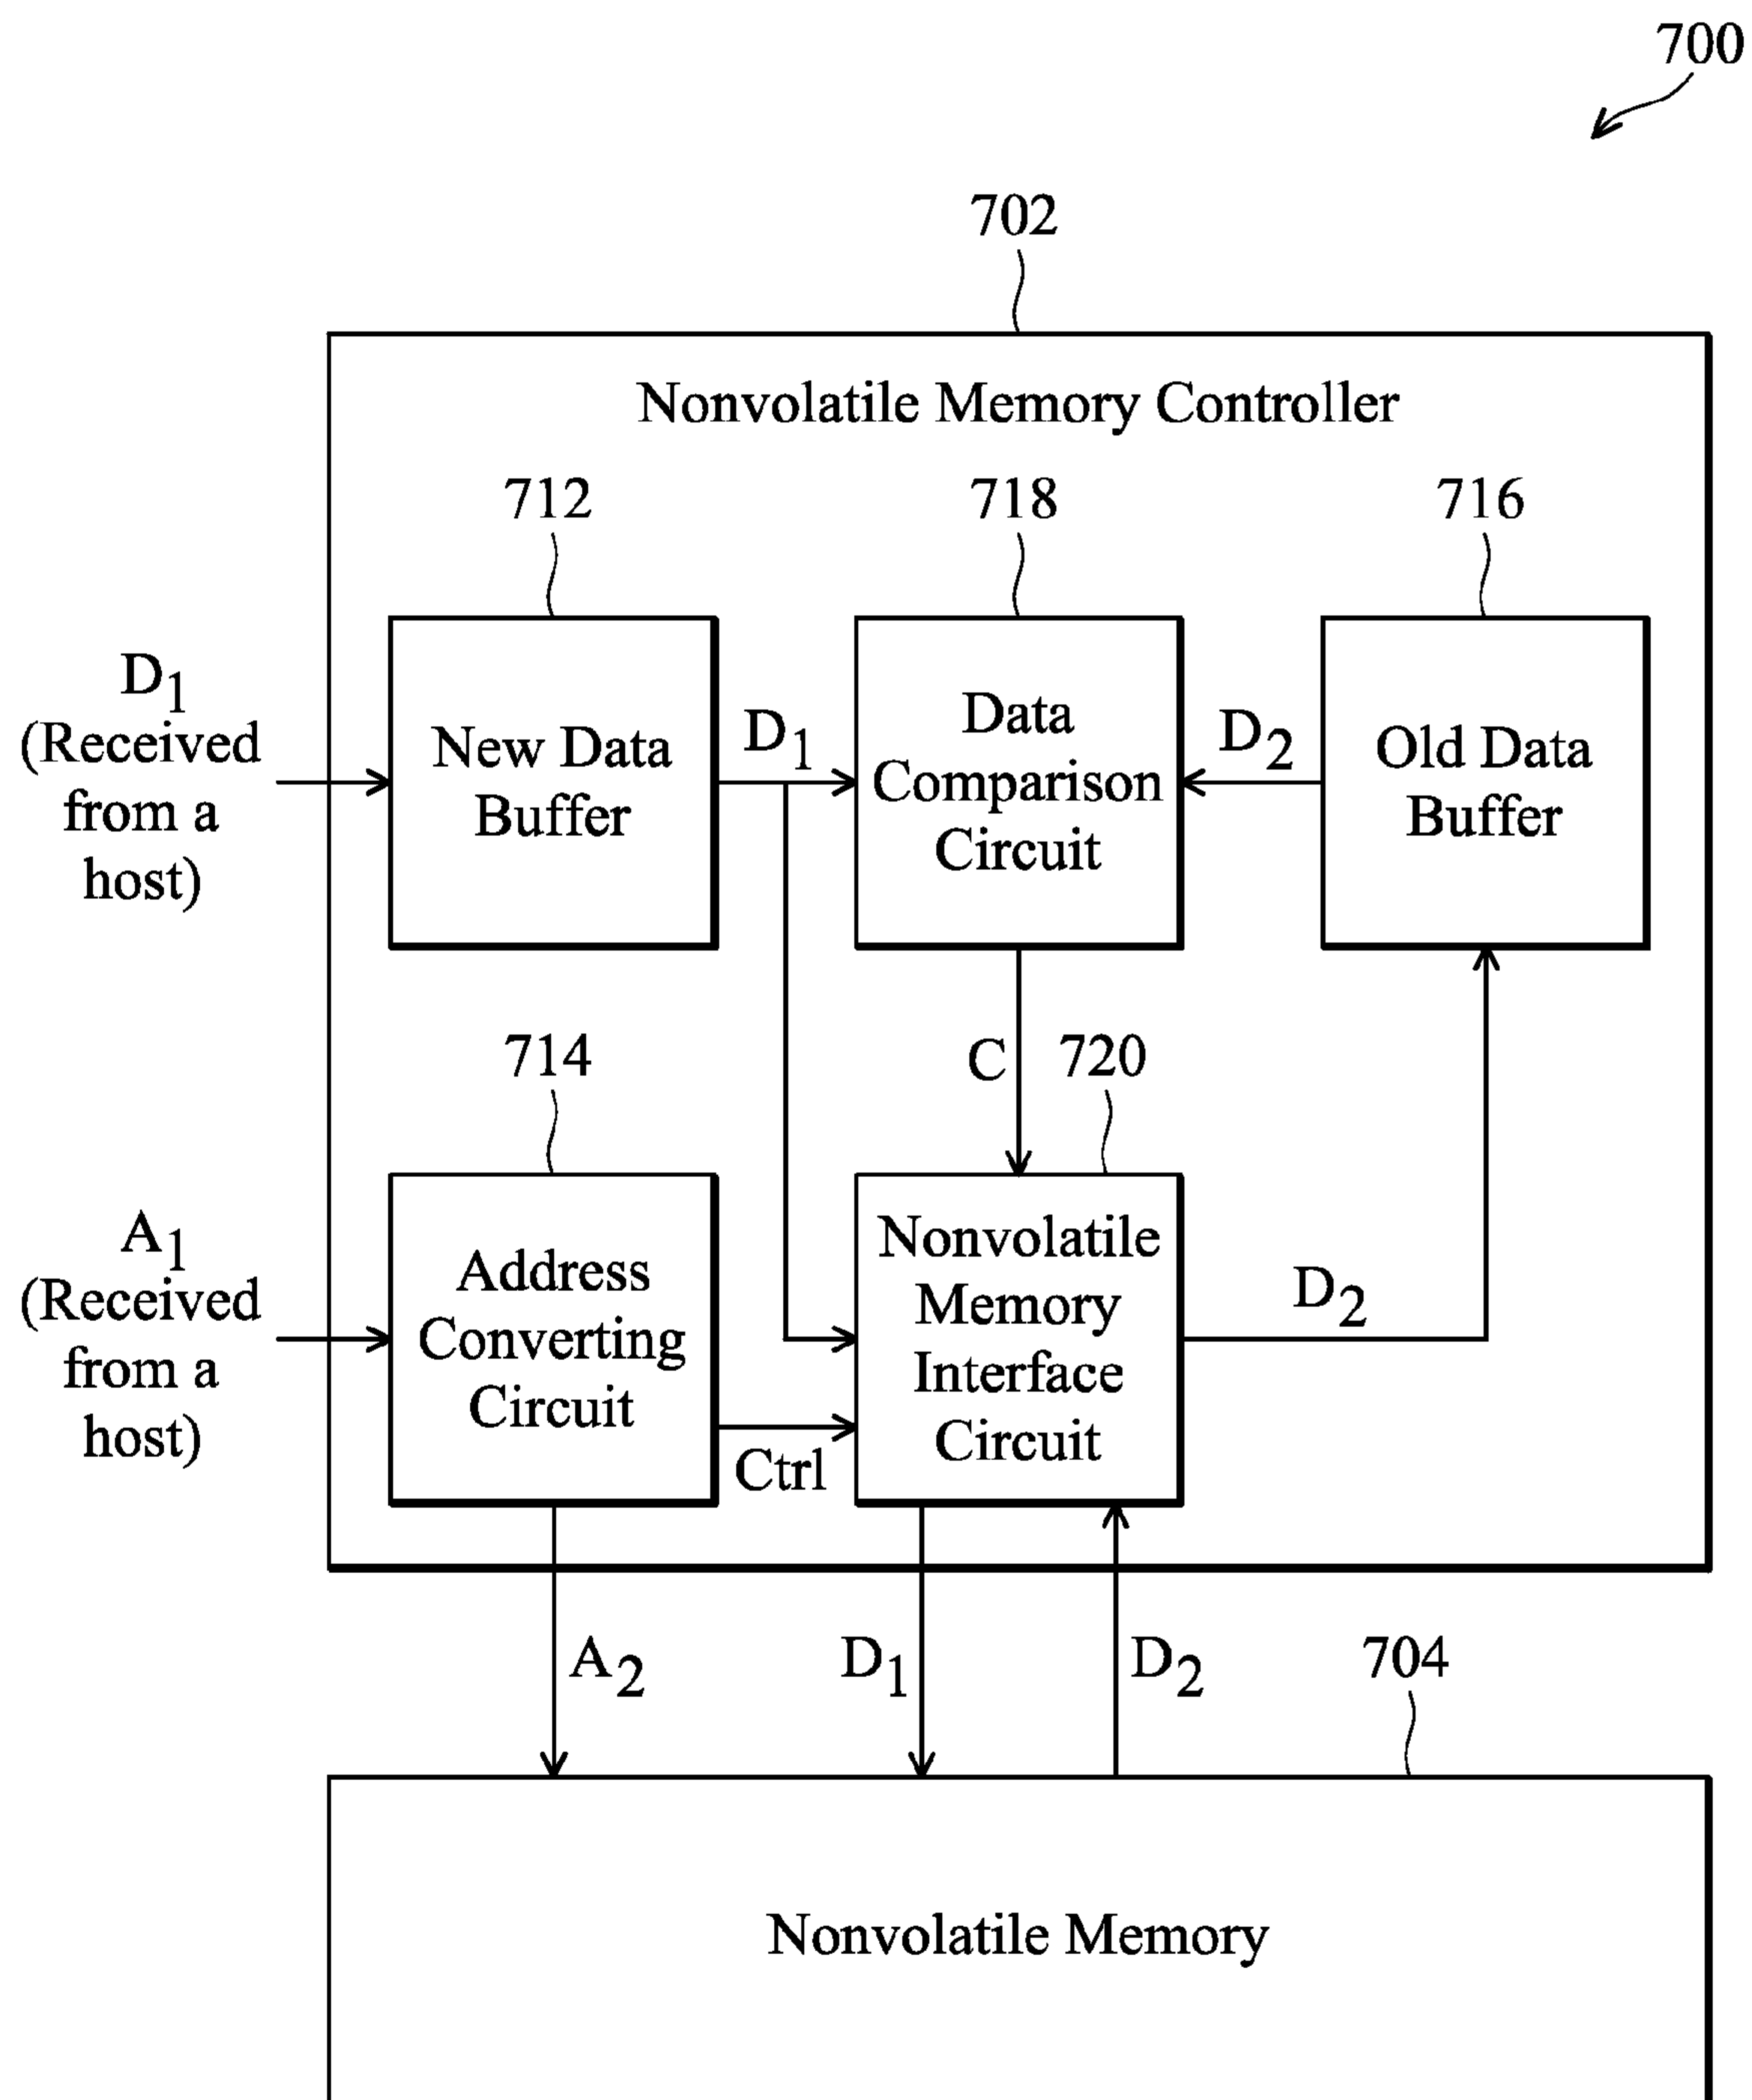 700
702
Nonvolatile Memory Controller
712
718
716
D1
(Received
from a
host)
New Data
Buffer
D1
Data
Comparison
Circuit
D2
Old Data
Buffer
714
C
720
A1
(Received
from a
host)
Address
Converting
Circuit
Ctrl
Nonvolatile
Memory
Interface
Circuit
D2
A2
D1
D2
704
Nonvolatile Memory